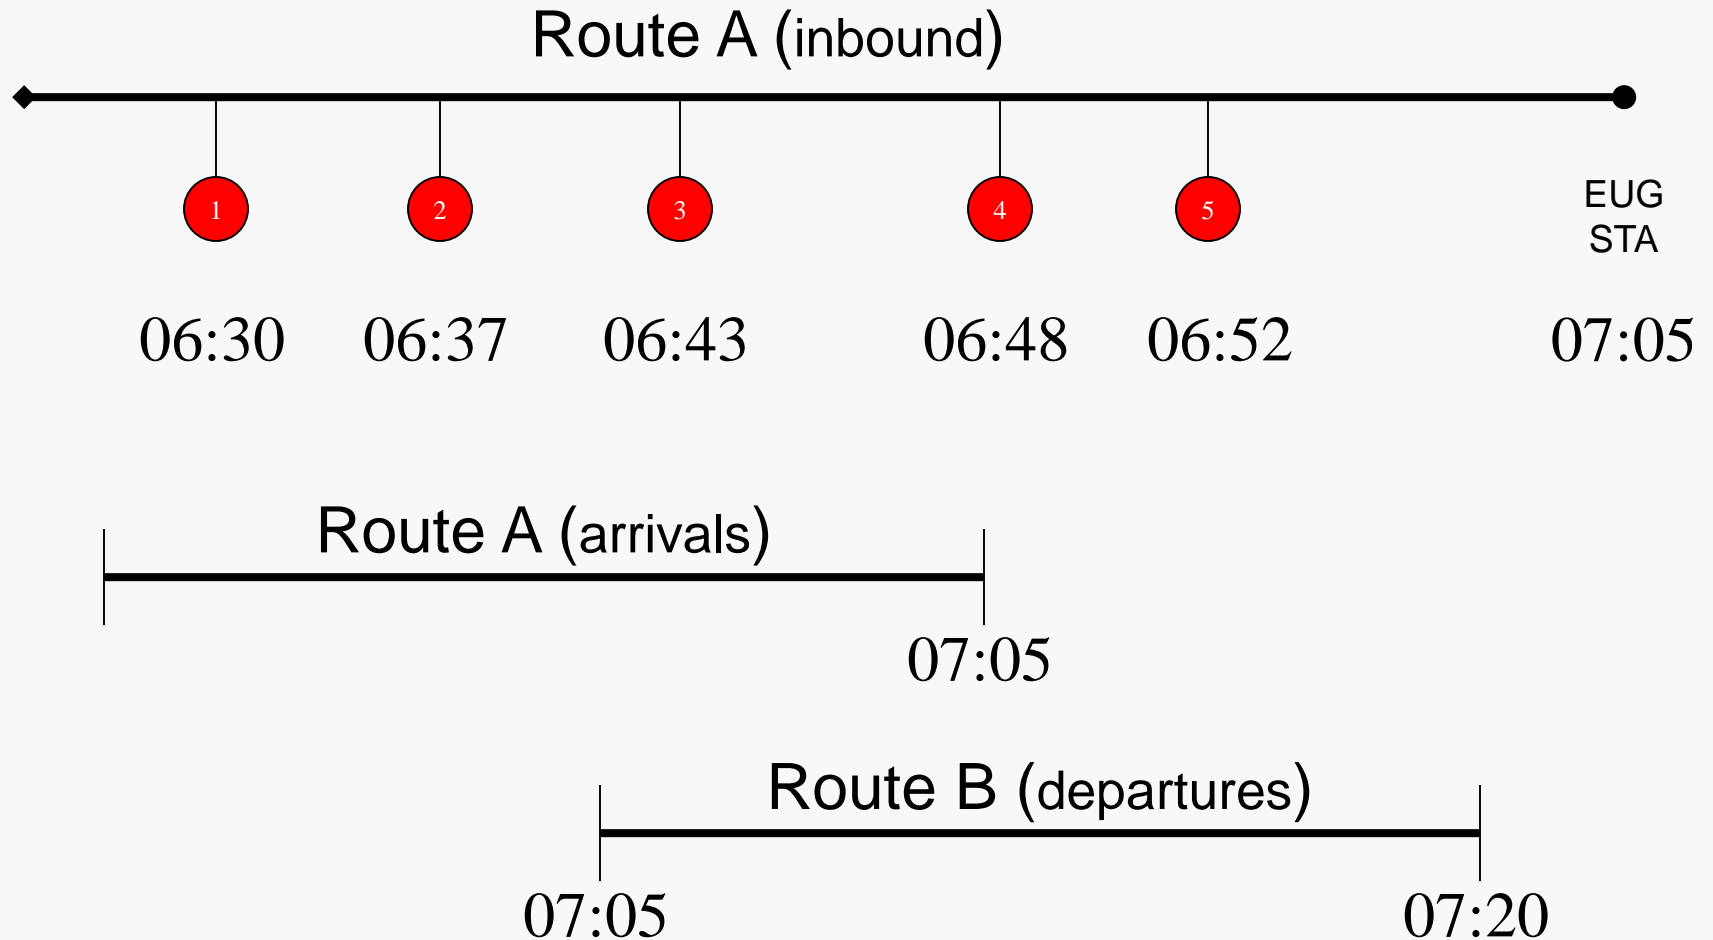 Route A (inbound)
1 2 3 4 5
EUG
STA
06:30 06:37 06:43 06:48 06:52 07:05
Route A (arrivals)
07:05
Route B (departures)
07:05 07:20